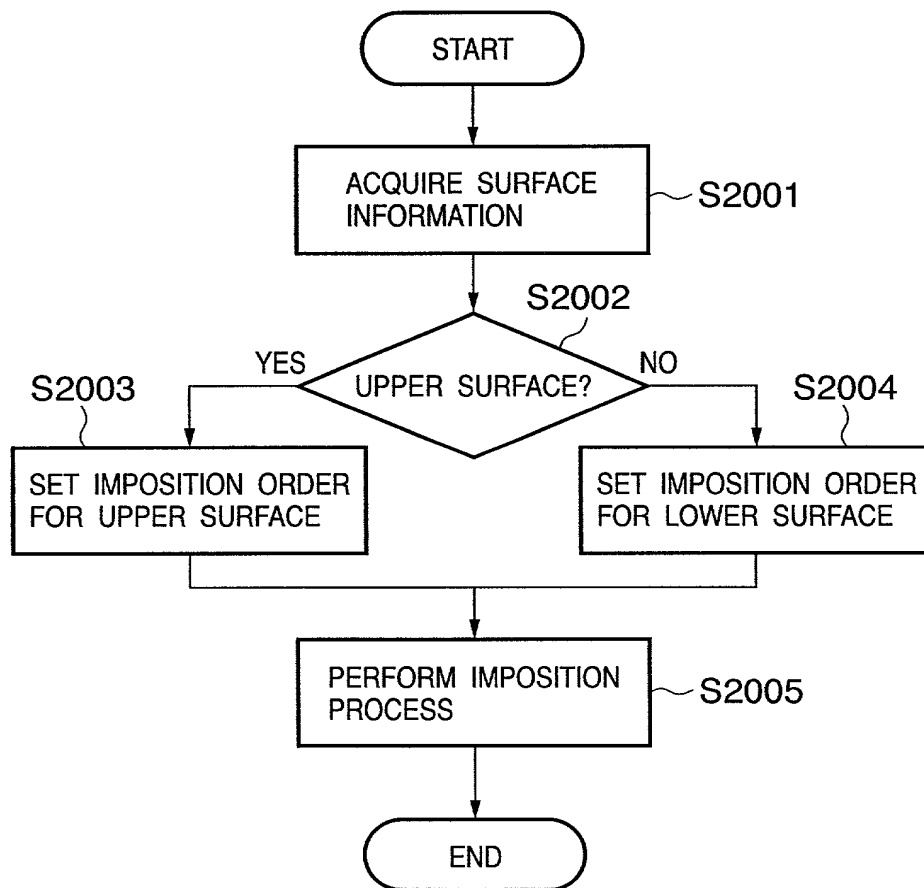 START
ACQUIRE SURFACE
INFORMATION
S2001
S2002
UPPER SURFACE?
YES
NO
S2003
SET IMPOSITION ORDER
FOR UPPER SURFACE
S2004
SET IMPOSITION ORDER
FOR LOWER SURFACE
PERFORM IMPOSITION
PROCESS
S2005
END